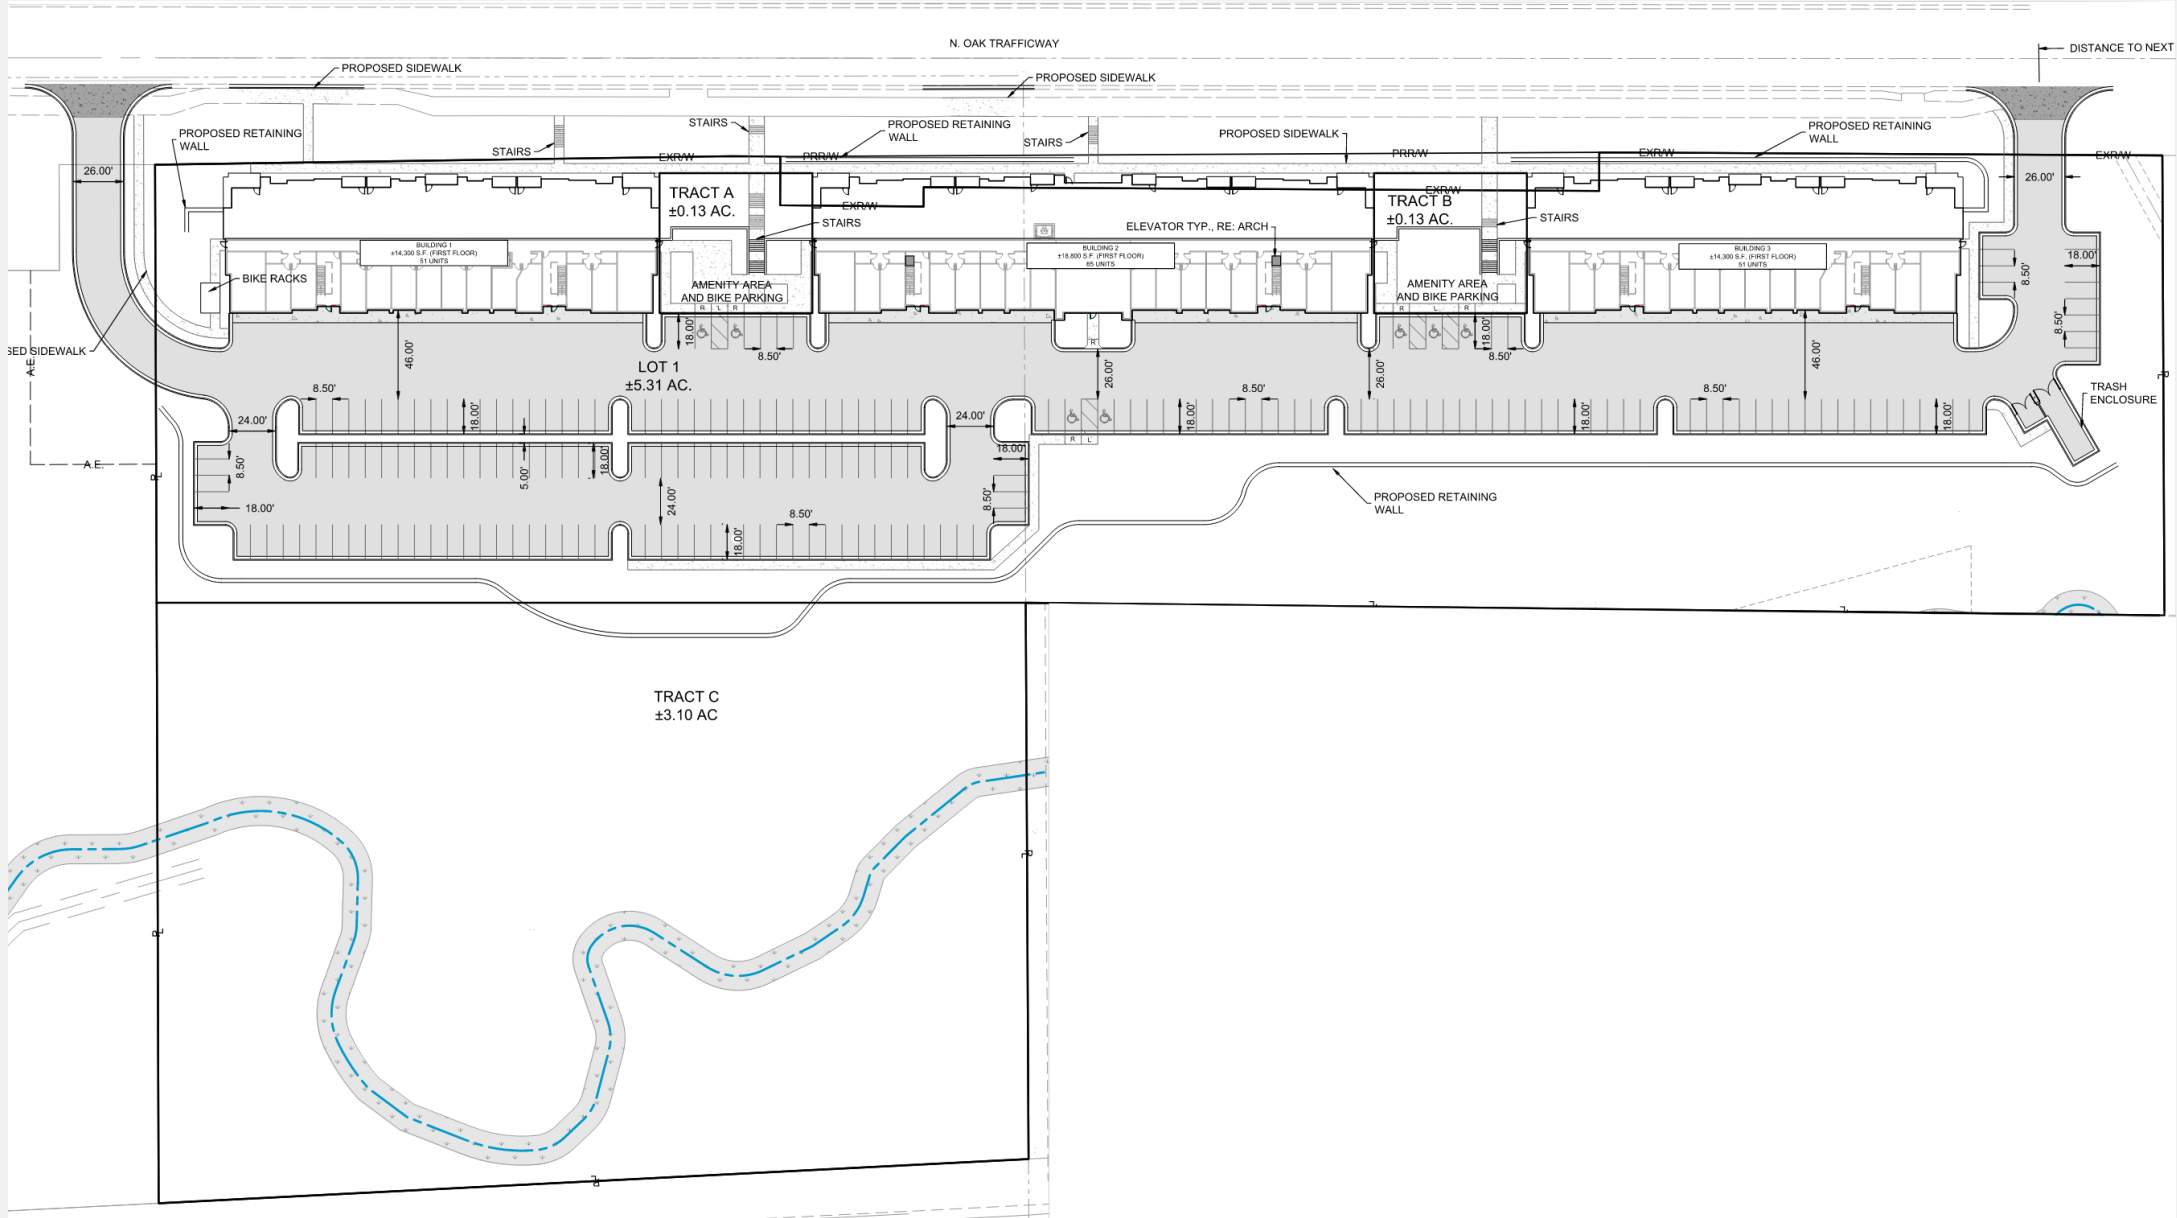 N. OAK TRAFFICWAY
DISTANCE TO NEXT
PROPOSED SIDEWALK
PROPOSED SIDEWALK
STAIRS
PROPOSED RETAINING
WALL
PROPOSED RETAINING
WALL
PROPOSED SIDEWALK
PROPOSED RETAINING
WALL
STAIRS
STAIRS
EXR/W
PRR/W
PRR/W
EXR/W
EXR/W
26.00'
26.00'
TRACT A
±0.13 AC.
EXR/W
EXR/W
TRACT B
±0.13 AC.
STAIRS
STAIRS
ELEVATOR TYP., RE: ARCH
BUILDING 1
±14,300 S.F. (FIRST FLOOR)
51 UNITS
BUILDING 2
±18,800 S.F. (FIRST FLOOR)
65 UNITS
BUILDING 3
±14,300 S.F. (FIRST FLOOR)
51 UNITS
18.00'
8.50'
BIKE RACKS
AMENITY AREA
AND BIKE PARKING
AMENITY AREA
AND BIKE PARKING
R L R
R L R
18.00'
18.00'
8.50'
R
SED SIDEWALK
A.E.
46.00'
8.50'
8.50'
46.00'
LOT 1
±5.31 AC.
26.00'
26.00'
PL
8.50'
8.50'
8.50'
TRASH
ENCLOSURE
24.00'
18.00'
24.00'
18.00'
18.00'
18.00'
R L
18.00'
A.E.
8.50'
5.00'
18.00'
PL
18.00'
24.00'
8.50'
8.50'
18.00'
PROPOSED RETAINING
WALL
TRACT C
±3.10 AC
PL
PL
PL